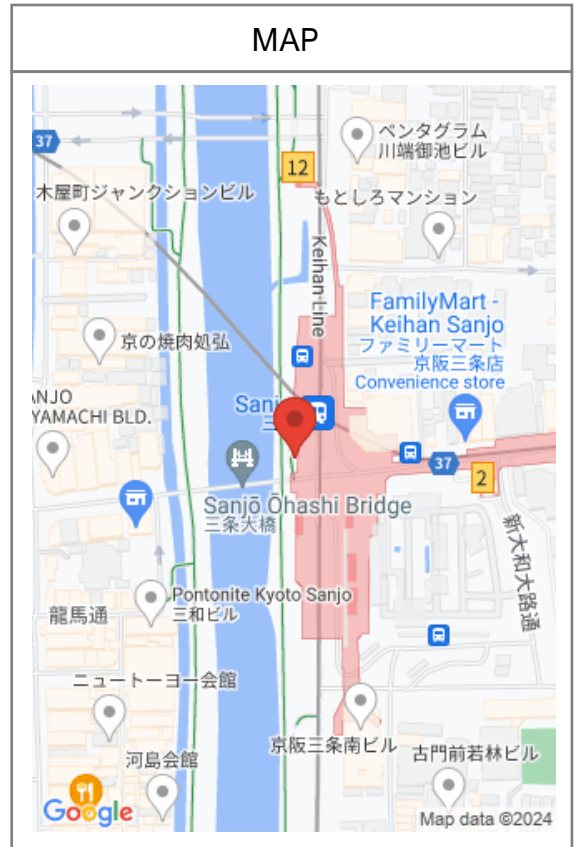 MAP
37
12
ペンタグラム
川端御池ビル
木屋町ジャンクションビル
もとしろマンション
Keihan Line
FamilyMart -
Keihan Sanjo
ファミリーマート
京阪三条店
Convenience store
京の焼肉処弘
ANJO
YAMACHI BLD.
Sanj
三
37
2
Sanjō Ōhashi Bridge
三条大橋
新大和大路通
Pontonite Kyoto Sanjo
三和ビル
龍馬通
ニュートーヨー会館
京阪三条南ビル
古門前若林ビル
河島会館
Google
Map data ©2024